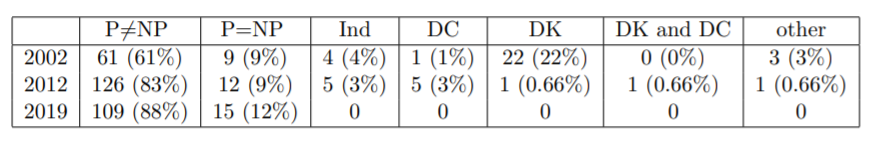 P≠NP P=NP Ind DC DK DK and DC other
2002 61 (61%) 9 (9%) 4 (4%) 1 (1%) 22 (22%) 0 (0%) 3 (3%)
2012 126 (83%) 12 (9%) 5 (3%) 5 (3%) 1 (0.66%) 1 (0.66%) 1 (0.66%)
2019 109 (88%) 15 (12%) 0 0 0 0 0